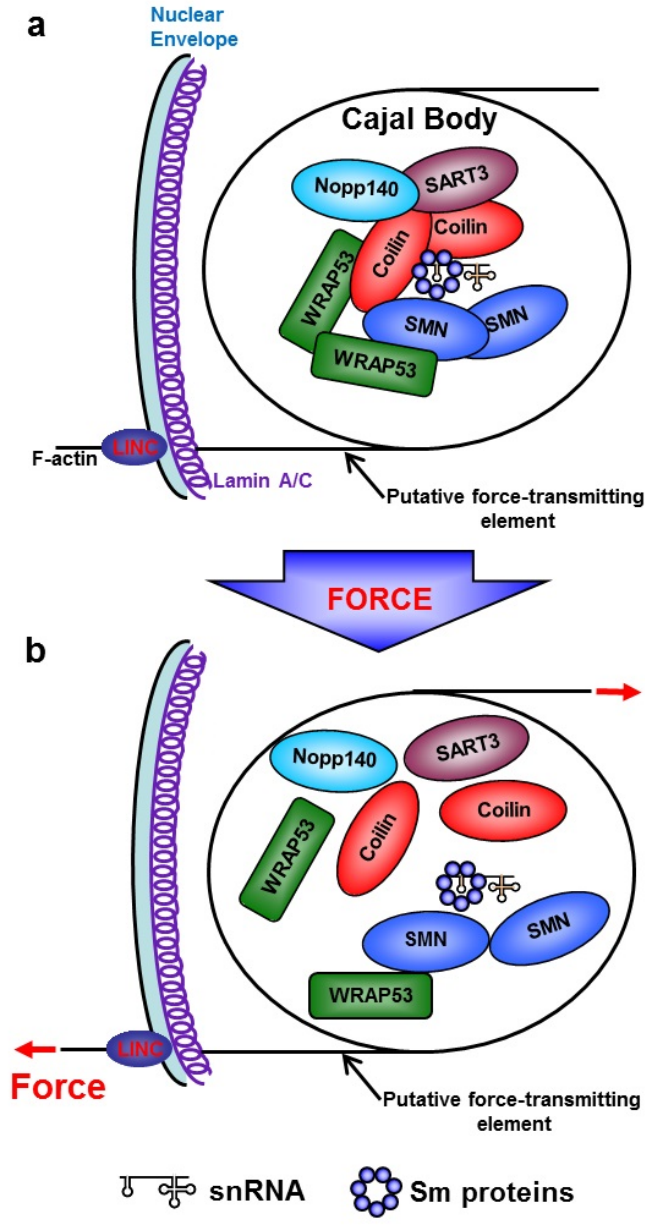 a
Nuclear
Envelope
Cajal Body
Nopp140
SART3
Coilin
Coilin
WRAP53
SMN
SMN
WRAP53
LINC
F-actin
Lamin A/C
Putative force-transmitting
element
FORCE
b
Nopp140
SART3
Coilin
Coilin
WRAP53
SMN
SMN
WRAP53
LINC
Force
Putative force-transmitting
element
snRNA
Sm proteins